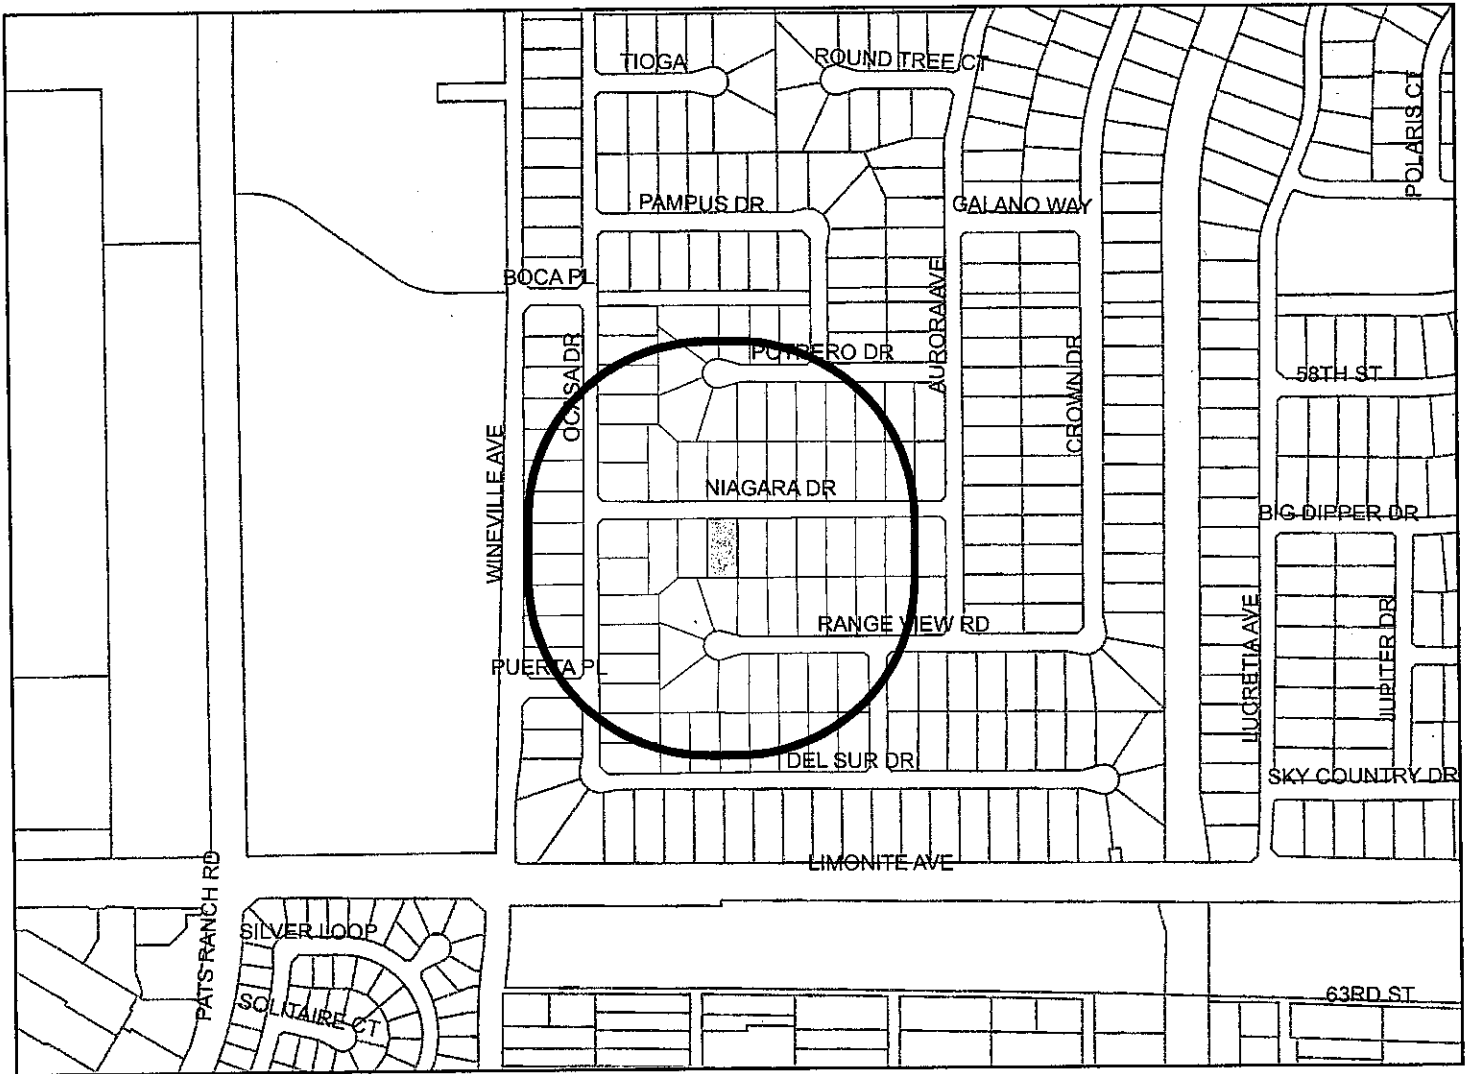 TIOGA
ROUND TREE CT
POLARIS CT
PAMPUS DR
GALANO WAY
BOCA PL
AURORA AVE
OCASA DR
POTRERO DR
CROWN DR
58TH ST
WINEVILLE AVE
NIAGARA DR
BIG DIPPER DR
RANGE VIEW RD
LUCRETIA AVE
JUPITER DR
PUERTA PL
DEL SUR DR
SKY COUNTRY DR
LIMONITE AVE
PATS RANCH RD
SILVER LOOP
SOLITAIRE CT
63RD ST